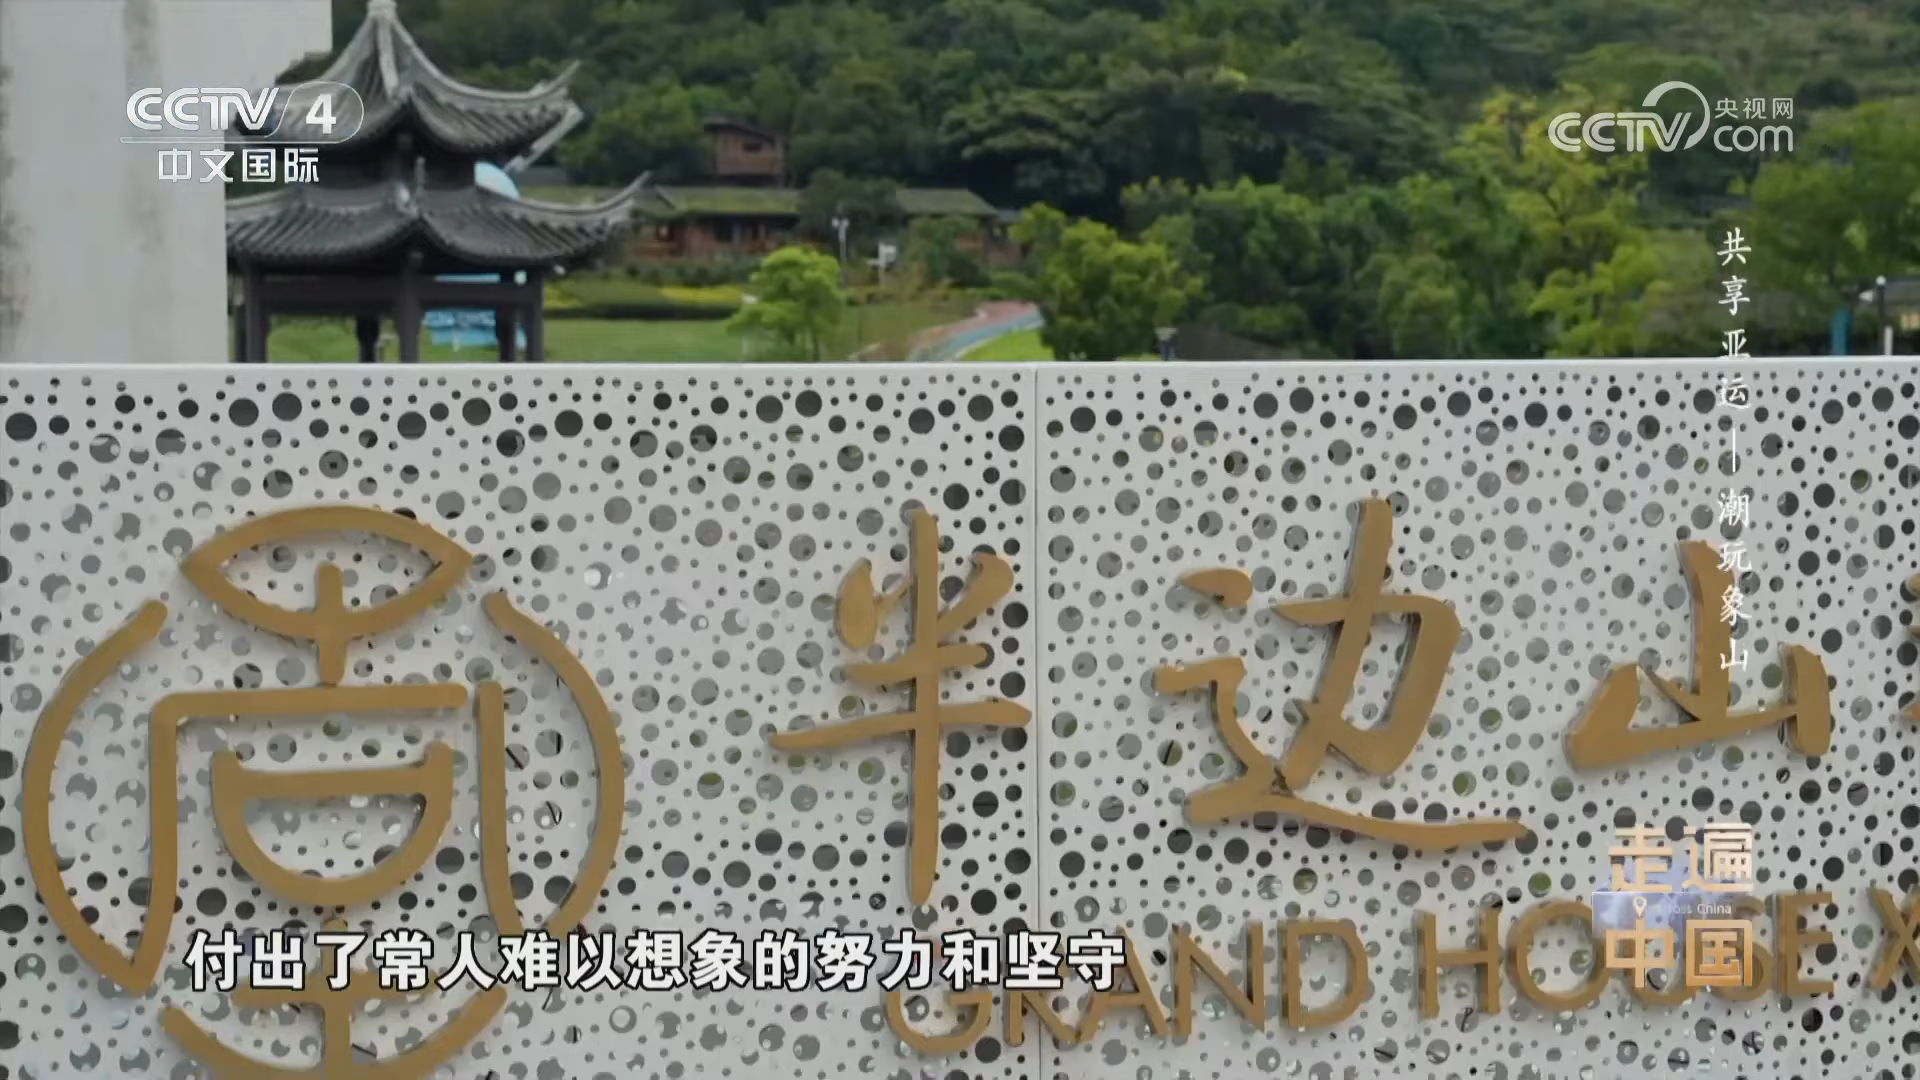 CCTV 4
中文国际
央视网
CCTV.com
共享亚运—潮玩象山
半边山
GRAND HOUSE X
走遍
Across China
中国
付出了常人难以想象的努力和坚守